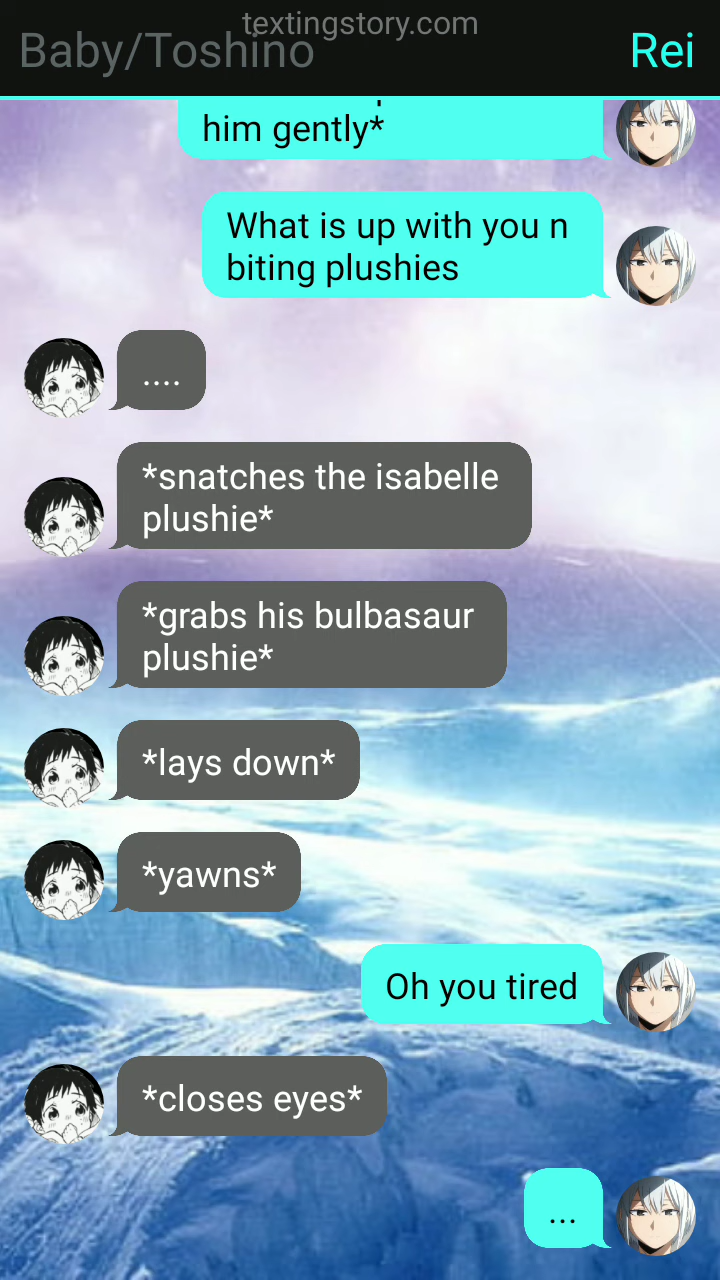 textingstory.com
Baby/Toshino
Rei
him gently*
What is up with you n
biting plushies
....
*snatches the isabelle
plushie*
*grabs his bulbasaur
plushie*
*lays down*
*yawns*
Oh you tired
*closes eyes*
...